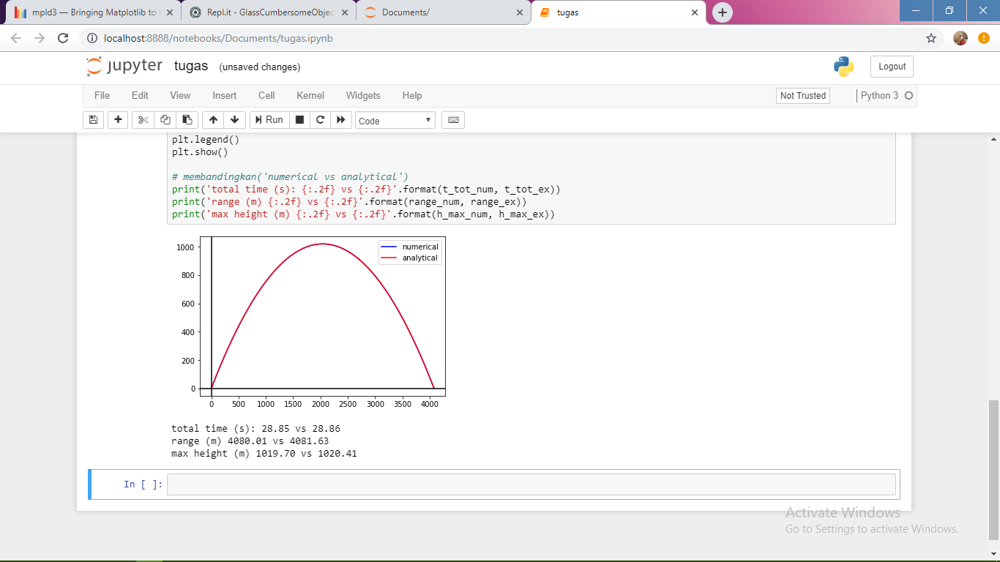 mpld3 — Bringing Matplotlib to
Repl.it - GlassCumbersomeObjec
Documents/
tugas
localhost:8888/notebooks/Documents/tugas.ipynb
jupyter tugas (unsaved changes)
Logout
File Edit View Insert Cell Kernel Widgets Help
Not Trusted
Python 3
Run
Code
plt.legend()
plt.show()
# membandingkan('numerical vs analytical')
print('total time (s): {:.2f} vs {:.2f}'.format(t_tot_num, t_tot_ex))
print('range (m) {:.2f} vs {:.2f}'.format(range_num, range_ex))
print('max height (m) {:.2f} vs {:.2f}'.format(h_max_num, h_max_ex))
numerical
analytical
1000
800
600
400
200
0
0 500 1000 1500 2000 2500 3000 3500 4000
total time (s): 28.85 vs 28.86
range (m) 4080.01 vs 4081.63
max height (m) 1019.70 vs 1020.41
In [ ]:
Activate Windows
Go to Settings to activate Windows.